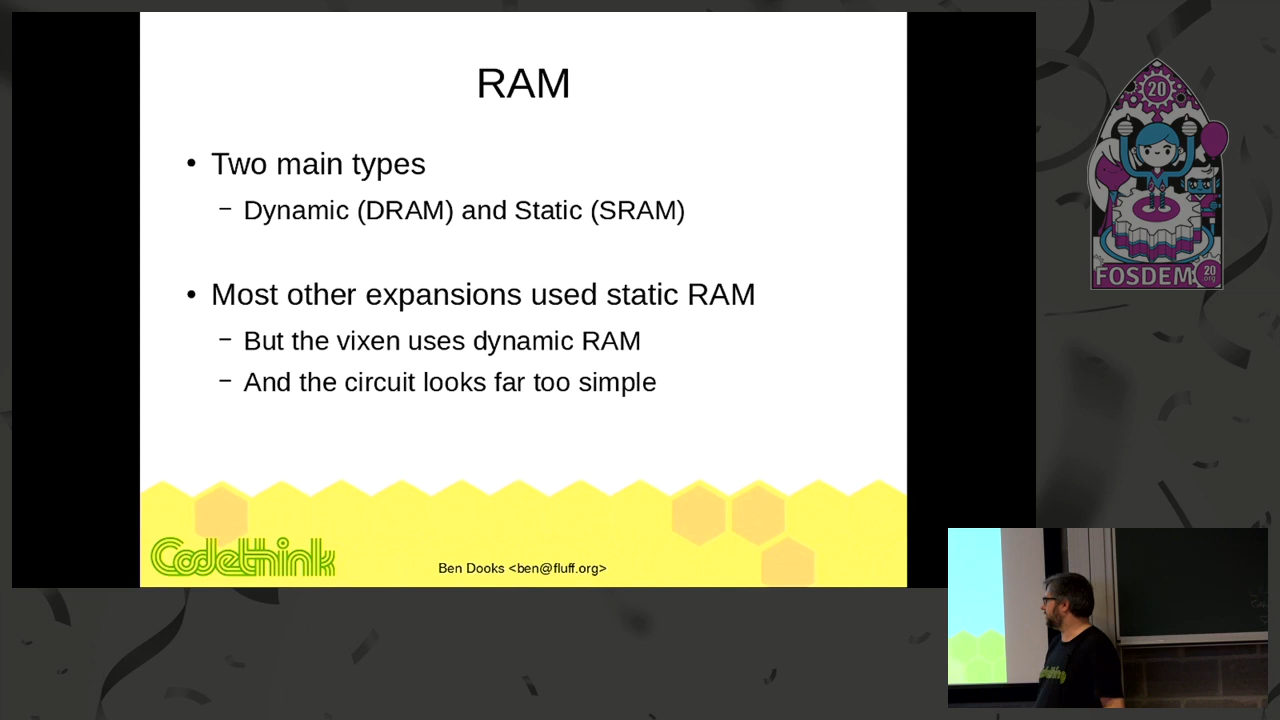 RAM
• Two main types
– Dynamic (DRAM) and Static (SRAM)
• Most other expansions used static RAM
– But the vixen uses dynamic RAM
– And the circuit looks far too simple
Codethink
Ben Dooks <ben@fluff.org>
20
FOSDEM
20
org